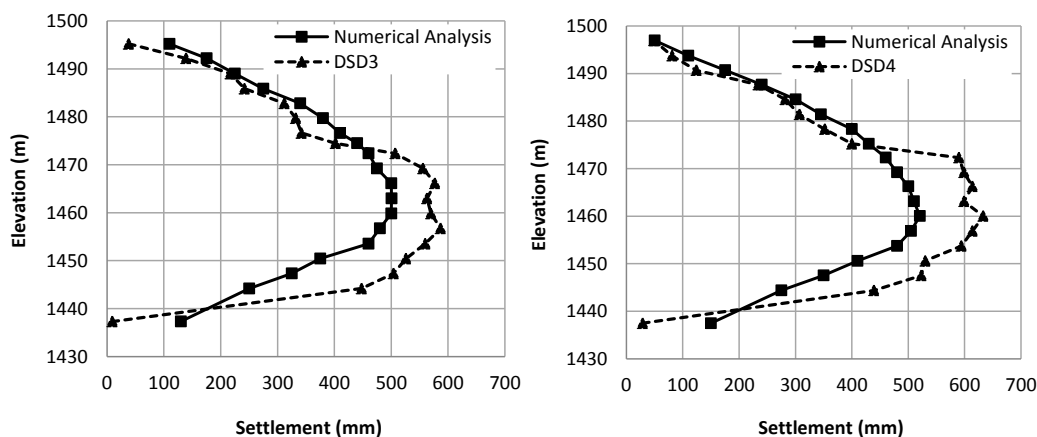 1500
1490
1480
1470
1460
1450
1440
1430
Elevation (m)
0 100 200 300 400 500 600 700
Settlement (mm)
Numerical Analysis
DSD3
1500
1490
1480
1470
1460
1450
1440
1430
Elevation (m)
0 100 200 300 400 500 600 700
Settlement (mm)
Numerical Analysis
DSD4